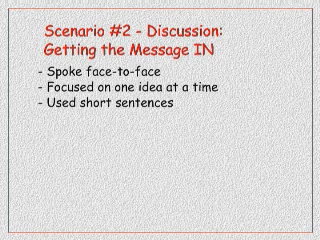 Scenario #2 - Discussion:
Getting the Message IN
- Spoke face-to-face
- Focused on one idea at a time
- Used short sentences